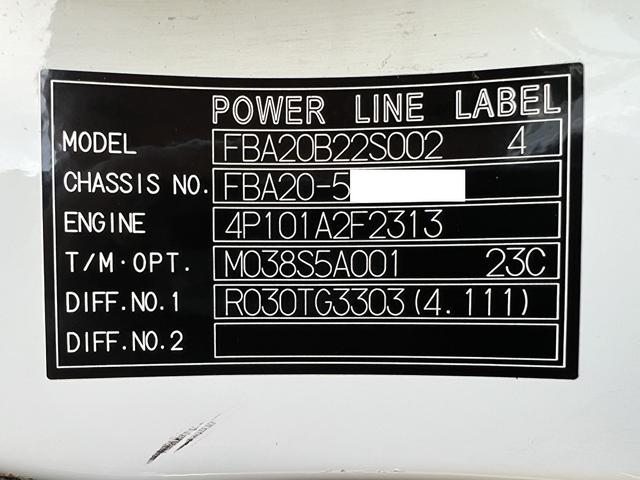 POWER LINE LABEL
MODEL FBA20B22S002 4
CHASSIS NO. FBA20-5
ENGINE 4P101A2F2313
T/M·OPT. M038S5A001 23C
DIFF.NO.1 R030TG3303(4.111)
DIFF.NO.2